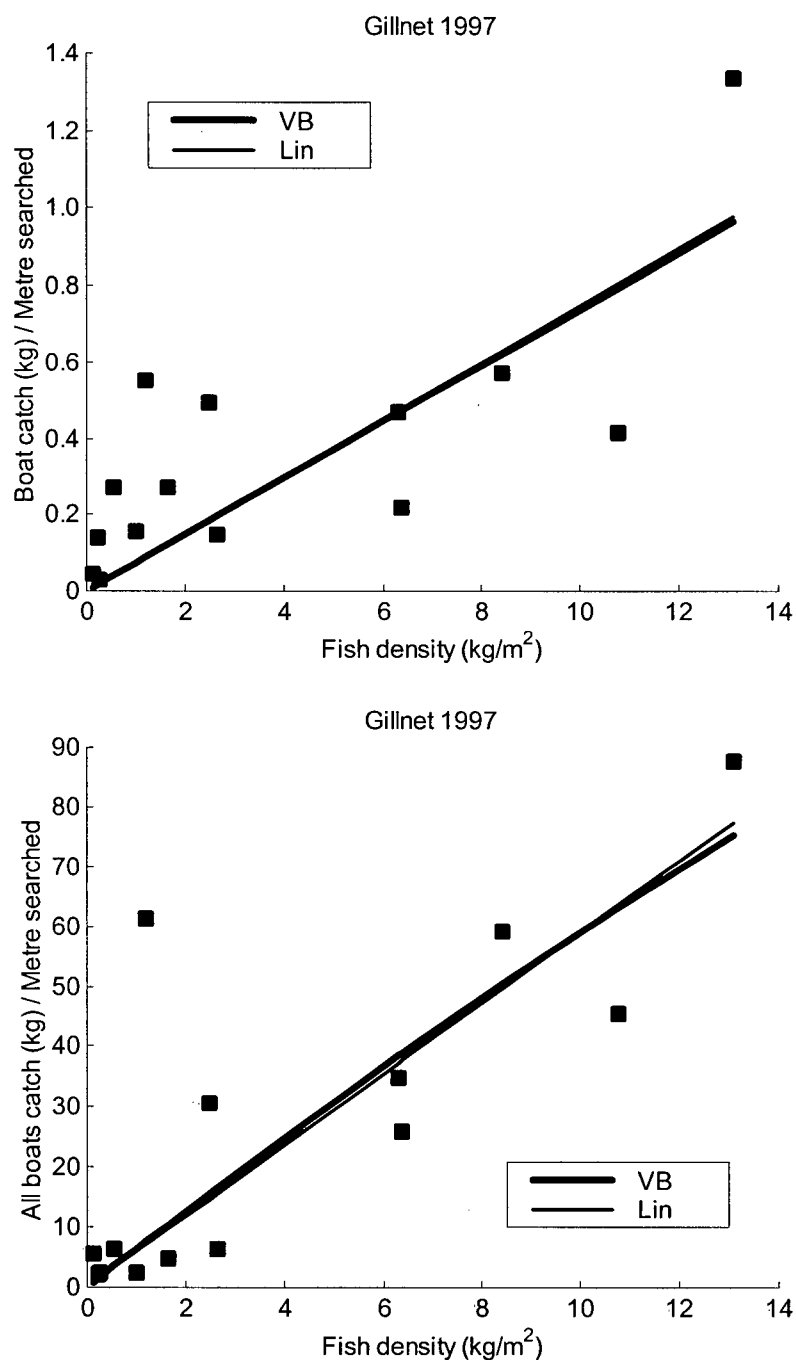 Gillnet 1997
1.4
1.2
1.0
0.8
0.6
0.4
0.2
0
VB
Lin
Boat catch (kg) / Metre searched
0 2 4 6 8 10 12 14
Fish density (kg/m²)
Gillnet 1997
90
80
70
60
50
40
30
20
10
0
All boats catch (kg) / Metre searched
VB
Lin
0 2 4 6 8 10 12 14
Fish density (kg/m²)